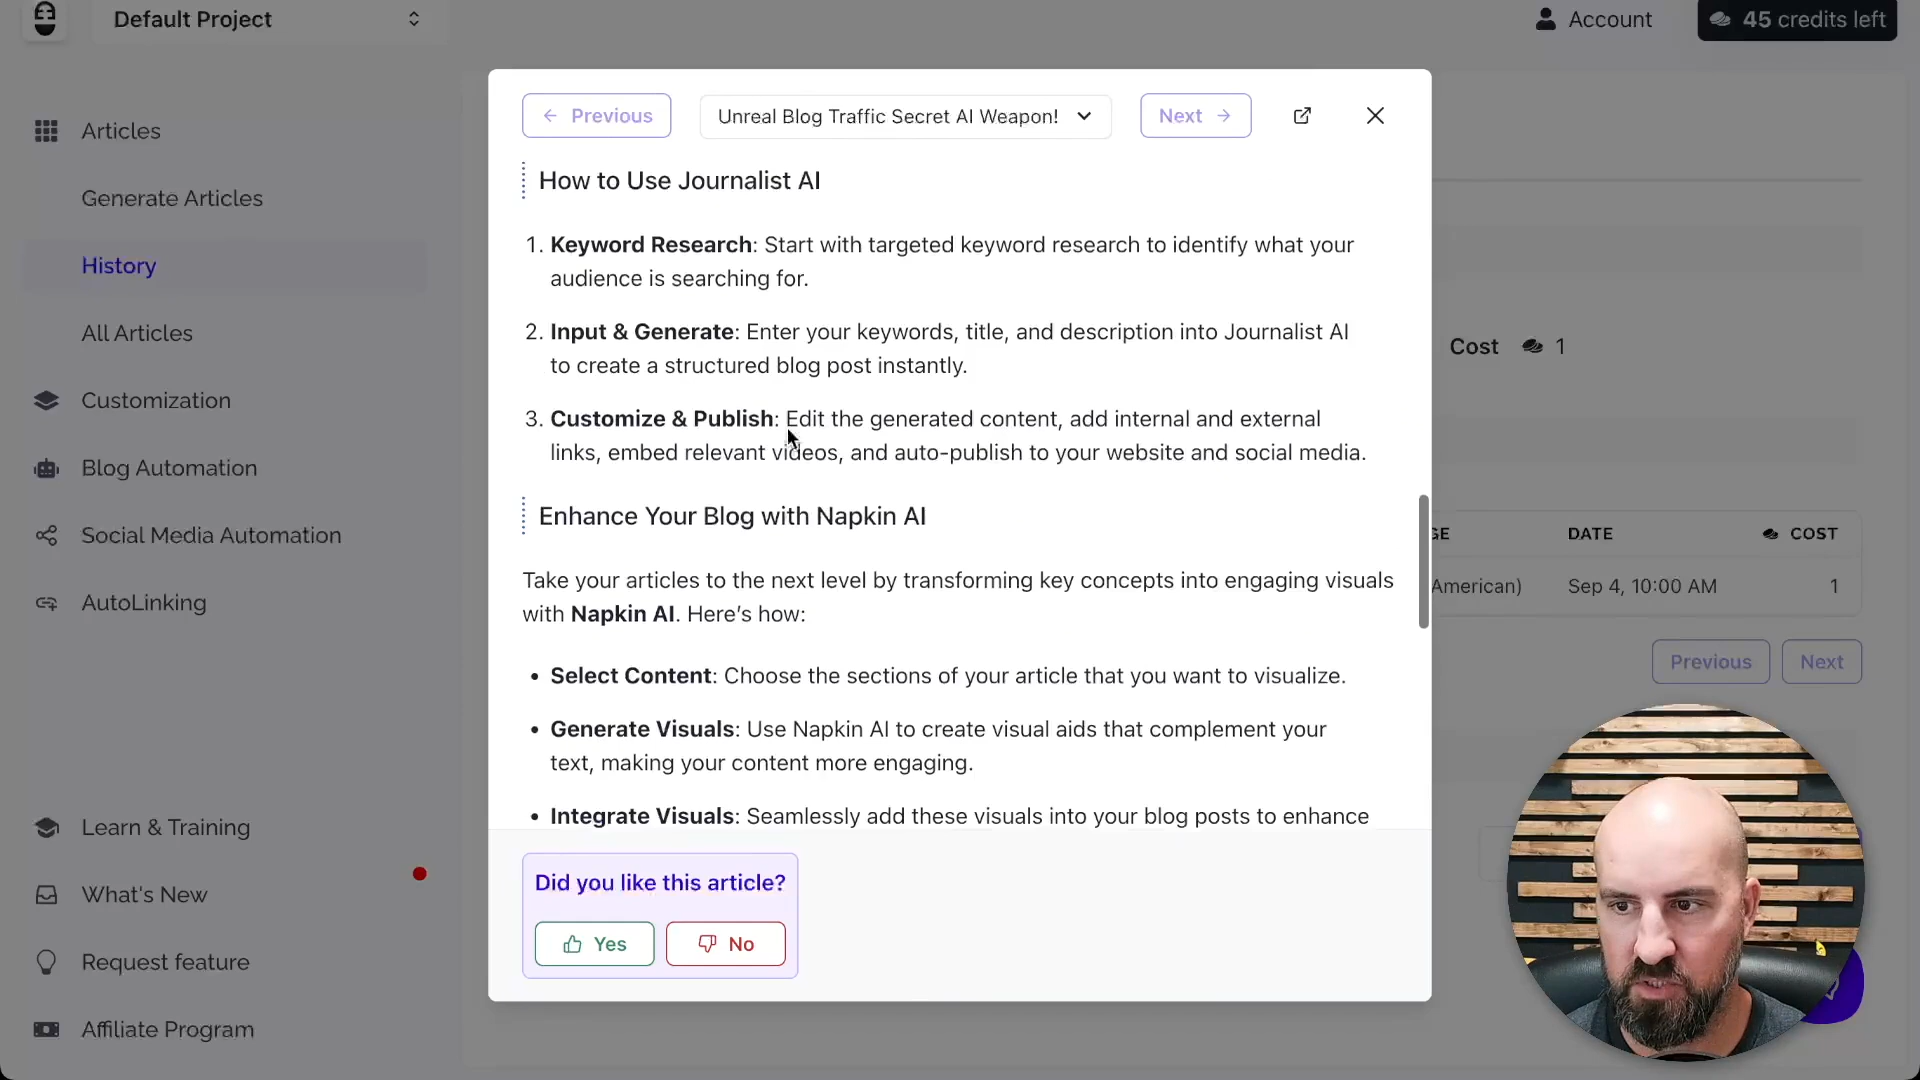 Default Project
Account
45 credits left
Articles
Generate Articles
History
All Articles
Customization
Blog Automation
Social Media Automation
AutoLinking
Learn & Training
What's New
Request feature
Affiliate Program
Previous
Unreal Blog Traffic Secret AI Weapon!
Next
How to Use Journalist AI
1. Keyword Research: Start with targeted keyword research to identify what your
audience is searching for.
2. Input & Generate: Enter your keywords, title, and description into Journalist AI
to create a structured blog post instantly.
3. Customize & Publish: Edit the generated content, add internal and external
links, embed relevant videos, and auto-publish to your website and social media.
Enhance Your Blog with Napkin AI
Take your articles to the next level by transforming key concepts into engaging visuals
with Napkin AI. Here’s how:
• Select Content: Choose the sections of your article that you want to visualize.
• Generate Visuals: Use Napkin AI to create visual aids that complement your
text, making your content more engaging.
• Integrate Visuals: Seamlessly add these visuals into your blog posts to enhance
Did you like this article?
Yes
No
Cost 1
GE
DATE
COST
American)
Sep 4, 10:00 AM
1
Previous
Next